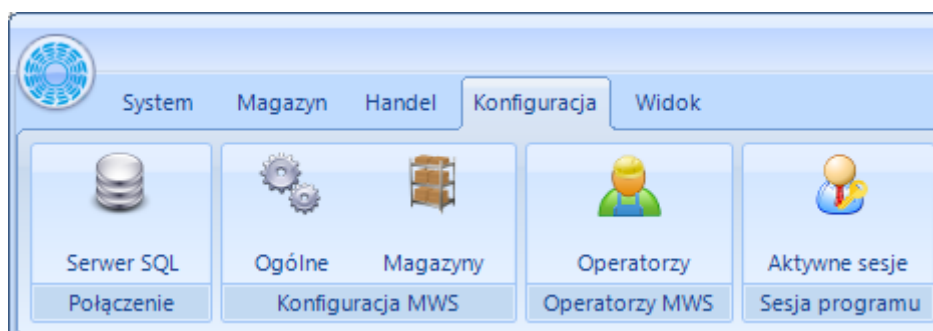 System Magazyn Handel Konfiguracja Widok
Serwer SQL Ogólne Magazyny Operatorzy Aktywne sesje
Połączenie Konfiguracja MWS Operatorzy MWS Sesja programu